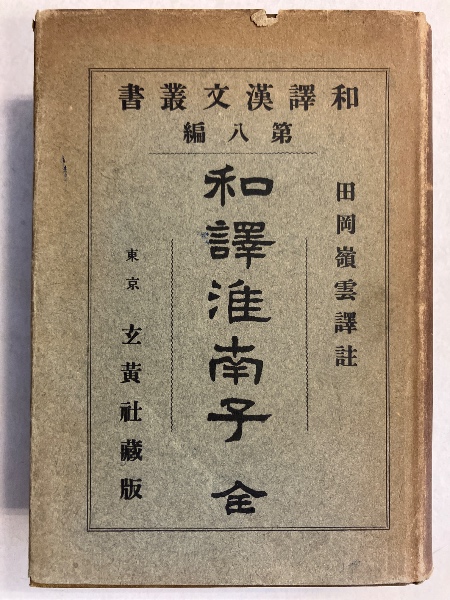 和譯漢文叢書
第八編
田岡嶺雲譯註
和譯淮南子 全
東京 玄黃社藏版